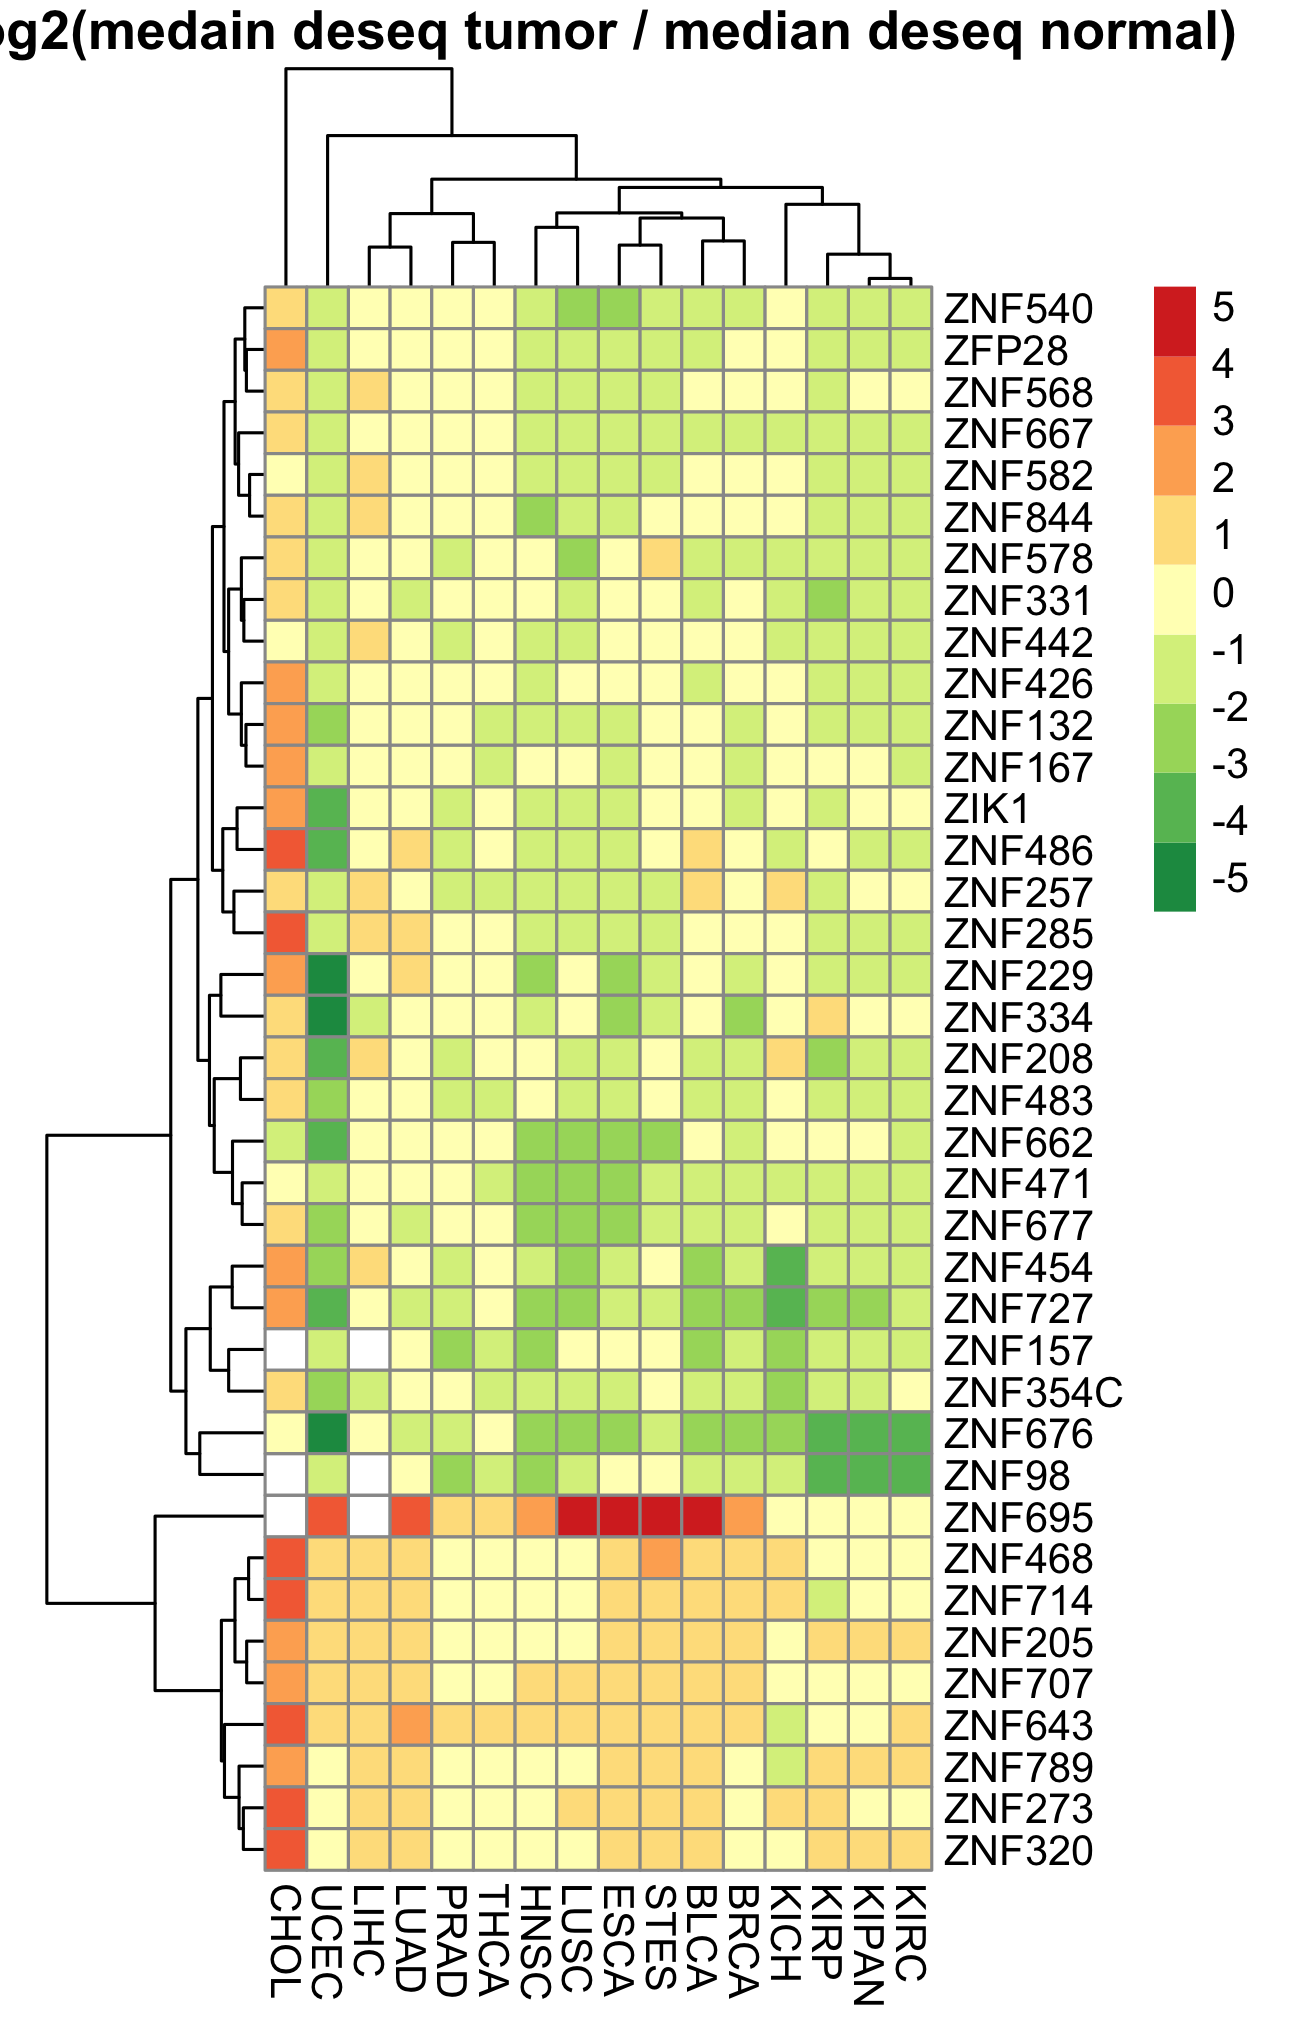 og2(medain deseq tumor / median deseq normal)
ZNF540
ZFP28
ZNF568
ZNF667
ZNF582
ZNF844
ZNF578
ZNF331
ZNF442
ZNF426
ZNF132
ZNF167
ZIK1
ZNF486
ZNF257
ZNF285
ZNF229
ZNF334
ZNF208
ZNF483
ZNF662
ZNF471
ZNF677
ZNF454
ZNF727
ZNF157
ZNF354C
ZNF676
ZNF98
ZNF695
ZNF468
ZNF714
ZNF205
ZNF707
ZNF643
ZNF789
ZNF273
ZNF320
5
4
3
2
1
0
-1
-2
-3
-4
-5
CHOL
UCEC
LIHC
LUAD
PRAD
THCA
HNSC
LUSC
ESCA
STES
BLCA
BRCA
KICH
KIRP
KIPAN
KIRC